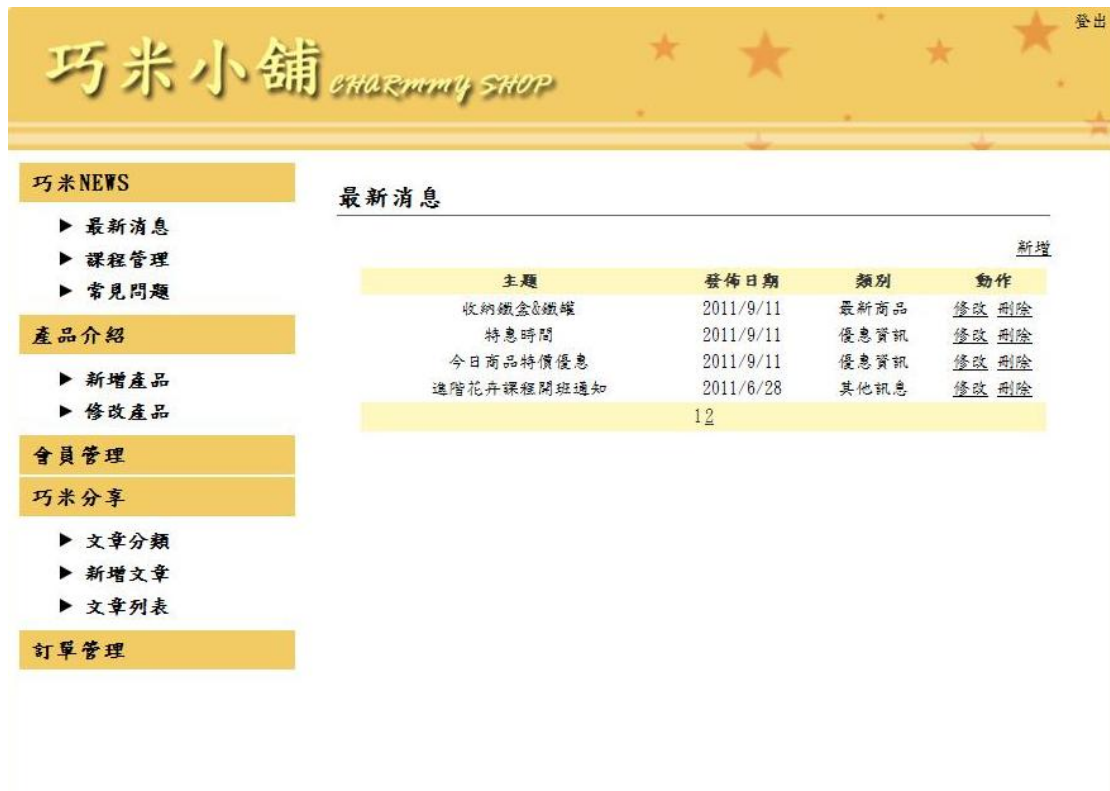 登出
巧米小舖 CHARmmy SHOP
巧米NEWS
▶ 最新消息
▶ 課程管理
▶ 常見問題
產品介紹
▶ 新增產品
▶ 修改產品
會員管理
巧米分享
▶ 文章分類
▶ 新增文章
▶ 文章列表
訂單管理
最新消息
新增
主題 發佈日期 類別 動作
收納鐵盒&鐵罐 2011/9/11 最新商品 修改 刪除
特惠時間 2011/9/11 優惠資訊 修改 刪除
今日商品特價優惠 2011/9/11 優惠資訊 修改 刪除
進階花卉課程開班通知 2011/6/28 其他訊息 修改 刪除
12